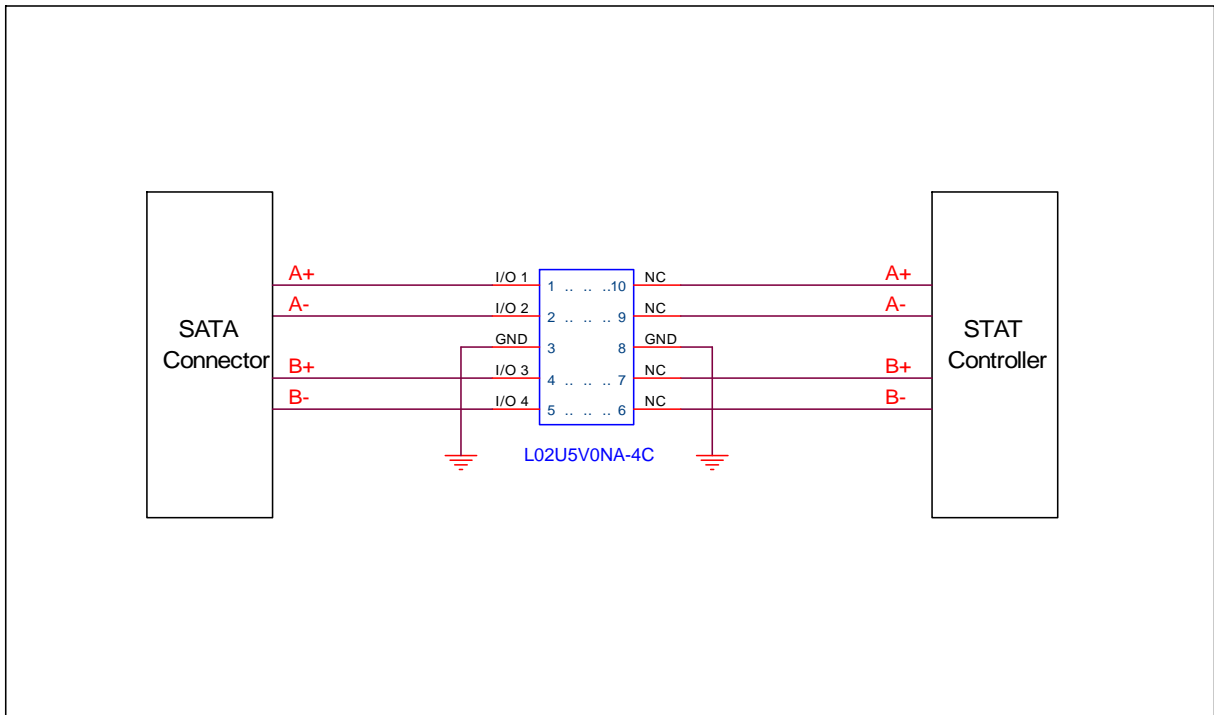 A+ I/O 1 1 .. .. ..10 NC A+
A- I/O 2 2 .. .. .. 9 NC A-
SATA GND 3 8 GND STAT
Connector B+ I/O 3 4 .. .. .. 7 NC B+ Controller
B- I/O 4 5 .. .. .. 6 NC B-
L02U5V0NA-4C